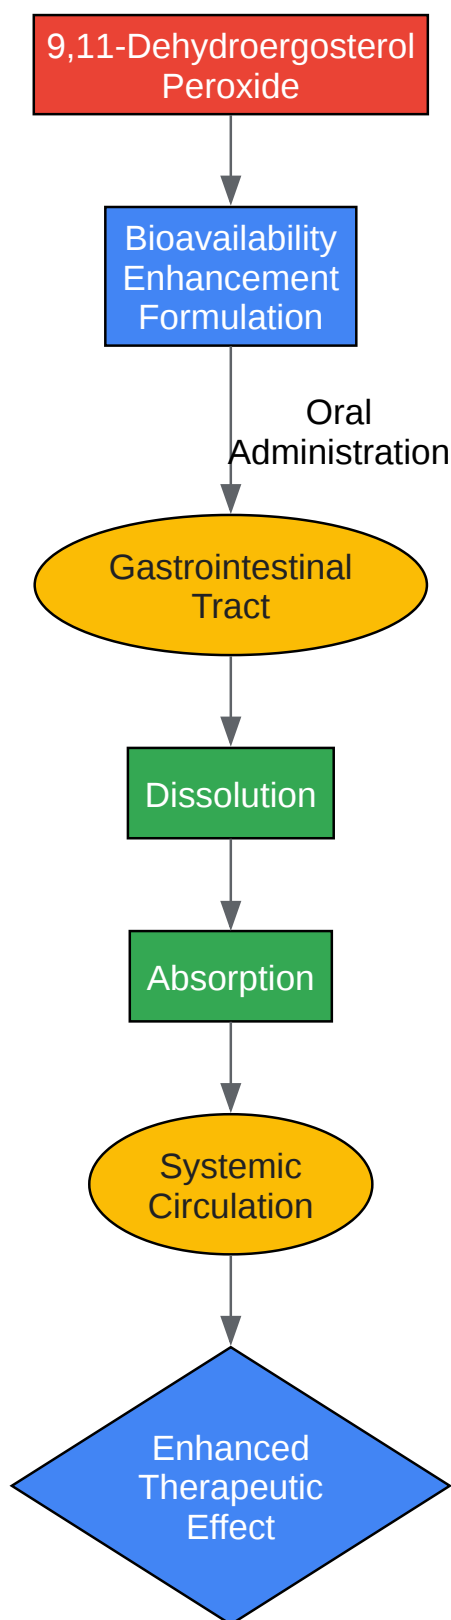 9,11-Dehydroergosterol
Peroxide
Bioavailability
Enhancement
Formulation
Oral
Administration
Gastrointestinal
Tract
Dissolution
Absorption
Systemic
Circulation
Enhanced
Therapeutic
Effect